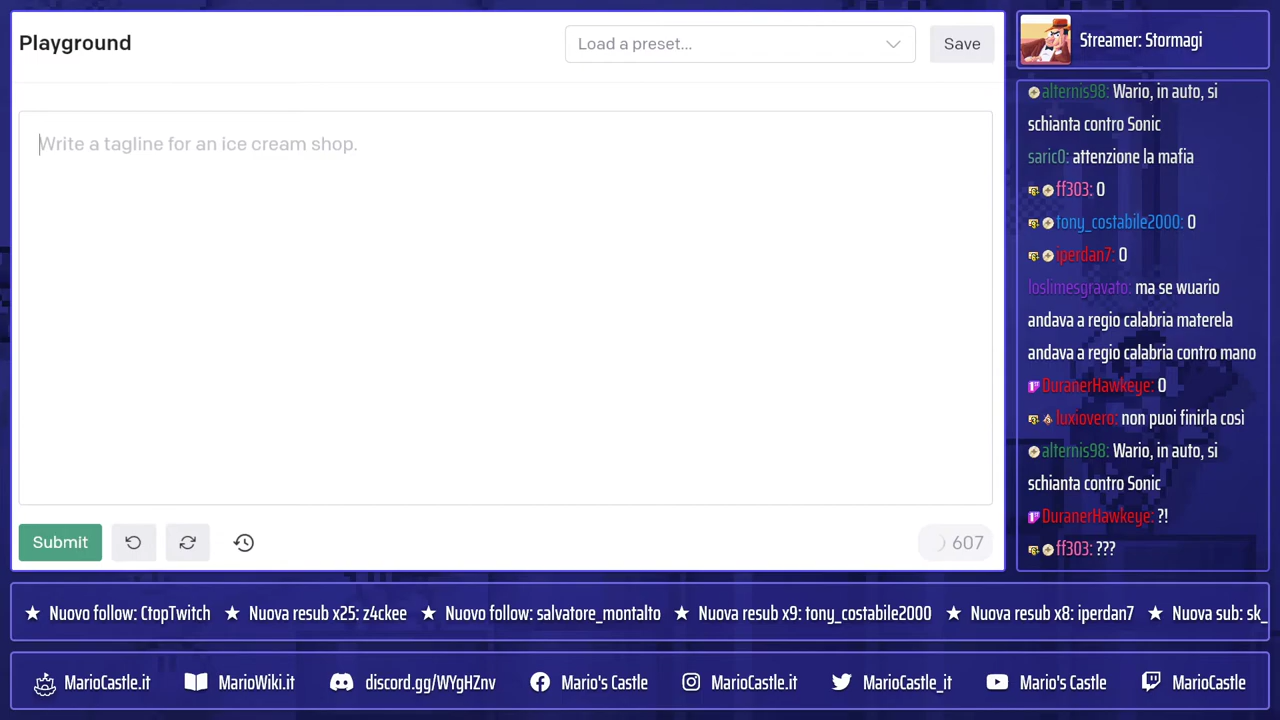 Playground
Load a preset...
Save
Write a tagline for an ice cream shop.
Submit
607
Streamer: Stormagi
alternis98: Wario, in auto, si
schianta contro Sonic
saric0: attenzione la mafia
ff303: O
tony_costabile2000: O
iperdan7: O
loslimesgravato: ma se wuario
andava a regio calabria materela
andava a regio calabria contro mano
DuranerHawkeye: O
luxiovero: non puoi finirla così
alternis98: Wario, in auto, si
schianta contro Sonic
DuranerHawkeye: ?!
ff303: ???
★ Nuovo follow: CtopTwitch ★ Nuova resub x25: z4ckee ★ Nuovo follow: salvatore_montalto ★ Nuova resub x9: tony_costabile2000 ★ Nuova resub x8: iperdan7 ★ Nuova sub: sk_
MarioCastle.it MarioWiki.it discord.gg/WYgHZnv Mario's Castle MarioCastle.it MarioCastle_it Mario's Castle MarioCastle